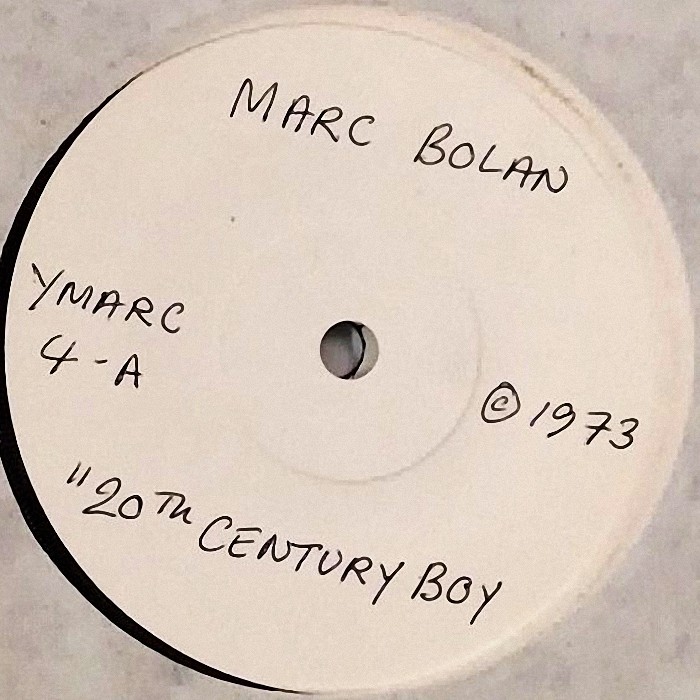 MARC BOLAN
YMARC
4-A
© 1973
"20TH CENTURY BOY